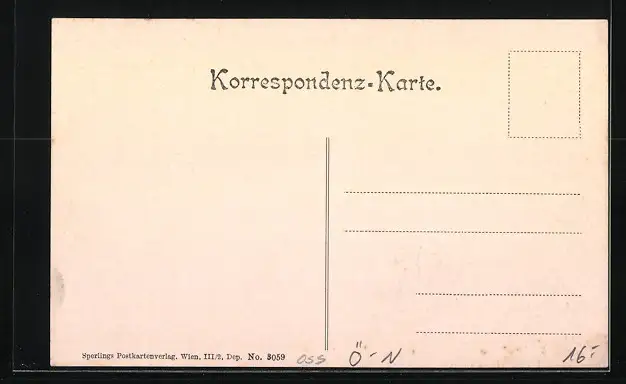 Korrespondenz-Karte.
Sperlings Postkartenverlag, Wien, III/2, Dep. No. 3059
OSS Ö-N 16.-